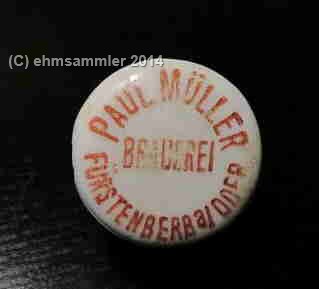 (C) ehmsammler 2014
PAUL MÜLLER
BRAUEREI
FÜRSTENBERG a/ODER